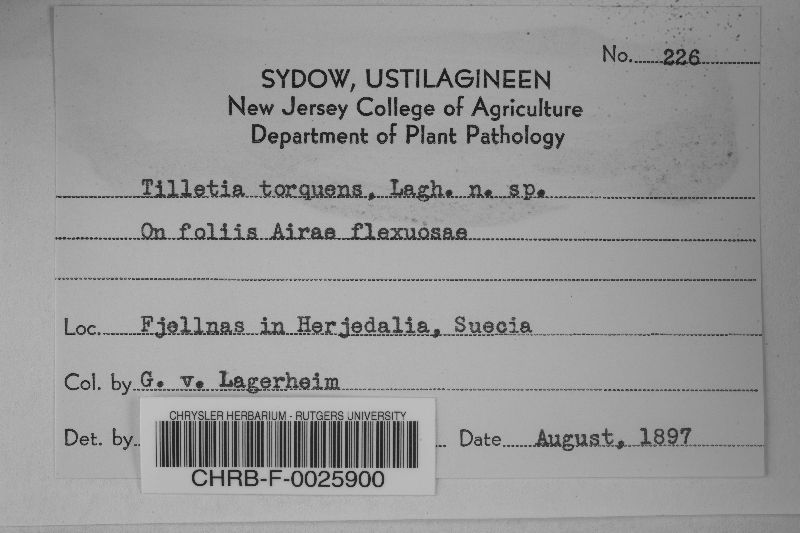 No. 226
SYDOW, USTILAGINEEN
New Jersey College of Agriculture
Department of Plant Pathology
Tilletia torquens, Lagh. n. sp.
On foliis Airae flexuosae
Loc. Fjellnas in Herjedalia, Suecia
Col. by G. v. Lagerheim
Det. by Date August, 1897
CHRYSLER HERBARIUM - RUTGERS UNIVERSITY
CHRB-F-0025900